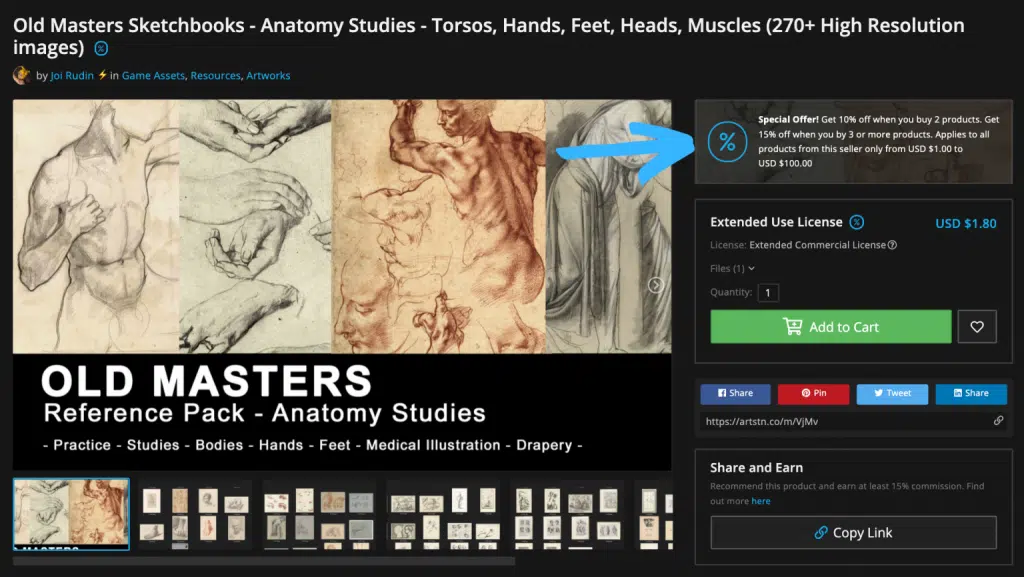 Old Masters Sketchbooks - Anatomy Studies - Torsos, Hands, Feet, Heads, Muscles (270+ High Resolution
images)
by Joi Rudin ⚡ in Game Assets, Resources, Artworks
Special Offer! Get 10% off when you buy 2 products. Get
15% off when you by 3 or more products. Applies to all
products from this seller only from USD $1.00 to
USD $100.00
Extended Use License
USD $1.80
License: Extended Commercial License
Files (1)
Quantity: 1
Add to Cart
OLD MASTERS
Reference Pack - Anatomy Studies
- Practice - Studies - Bodies - Hands - Feet - Medical Illustration - Drapery -
Share
Pin
Tweet
Share
https://artstn.co/m/VjMv
Share and Earn
Recommend this product and earn at least 15% commission. Find
out more here
Copy Link